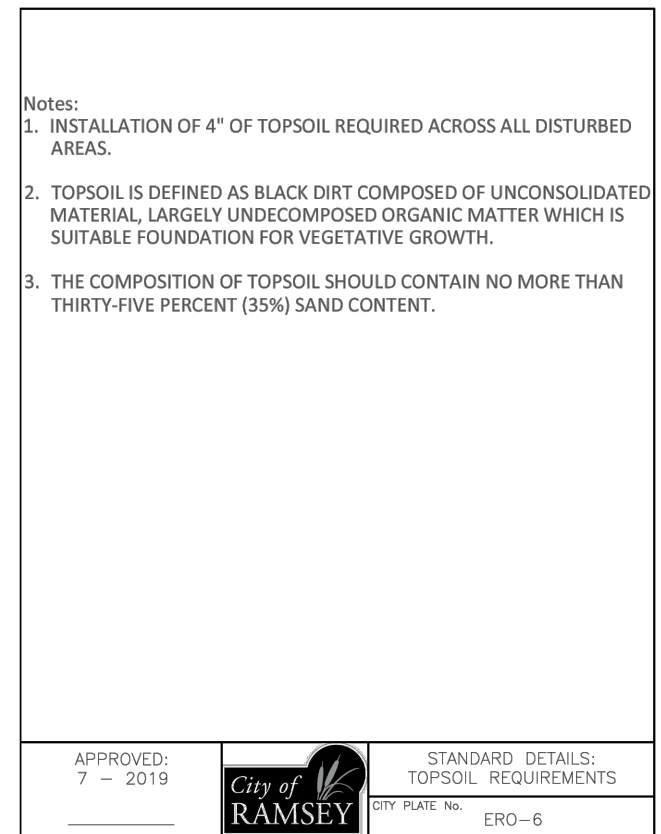 Notes:
1. INSTALLATION OF 4" OF TOPSOIL REQUIRED ACROSS ALL DISTURBED
AREAS.
2. TOPSOIL IS DEFINED AS BLACK DIRT COMPOSED OF UNCONSOLIDATED
MATERIAL, LARGELY UNDECOMPOSED ORGANIC MATTER WHICH IS
SUITABLE FOUNDATION FOR VEGETATIVE GROWTH.
3. THE COMPOSITION OF TOPSOIL SHOULD CONTAIN NO MORE THAN
THIRTY-FIVE PERCENT (35%) SAND CONTENT.
APPROVED:
7 - 2019
City of
RAMSEY
STANDARD DETAILS:
TOPSOIL REQUIREMENTS
CITY PLATE No.
ERO-6